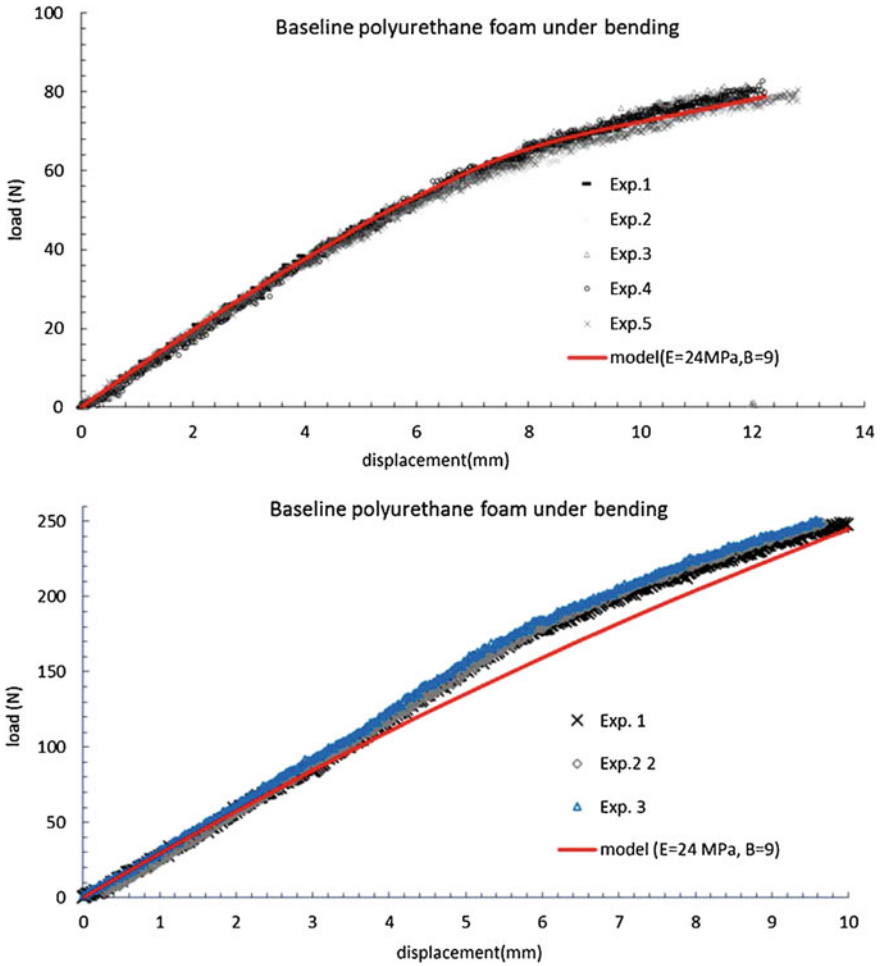 Baseline polyurethane foam under bending
100
80
60
40
20
0
load (N)
Exp.1
Exp.2
Exp.3
Exp.4
Exp.5
model(E=24MPa,B=9)
0 2 4 6 8 10 12 14
displacement(mm)
Baseline polyurethane foam under bending
250
200
150
100
50
0
load (N)
Exp. 1
Exp.2 2
Exp. 3
model (E=24 MPa, B=9)
0 1 2 3 4 5 6 7 8 9 10
displacement(mm)